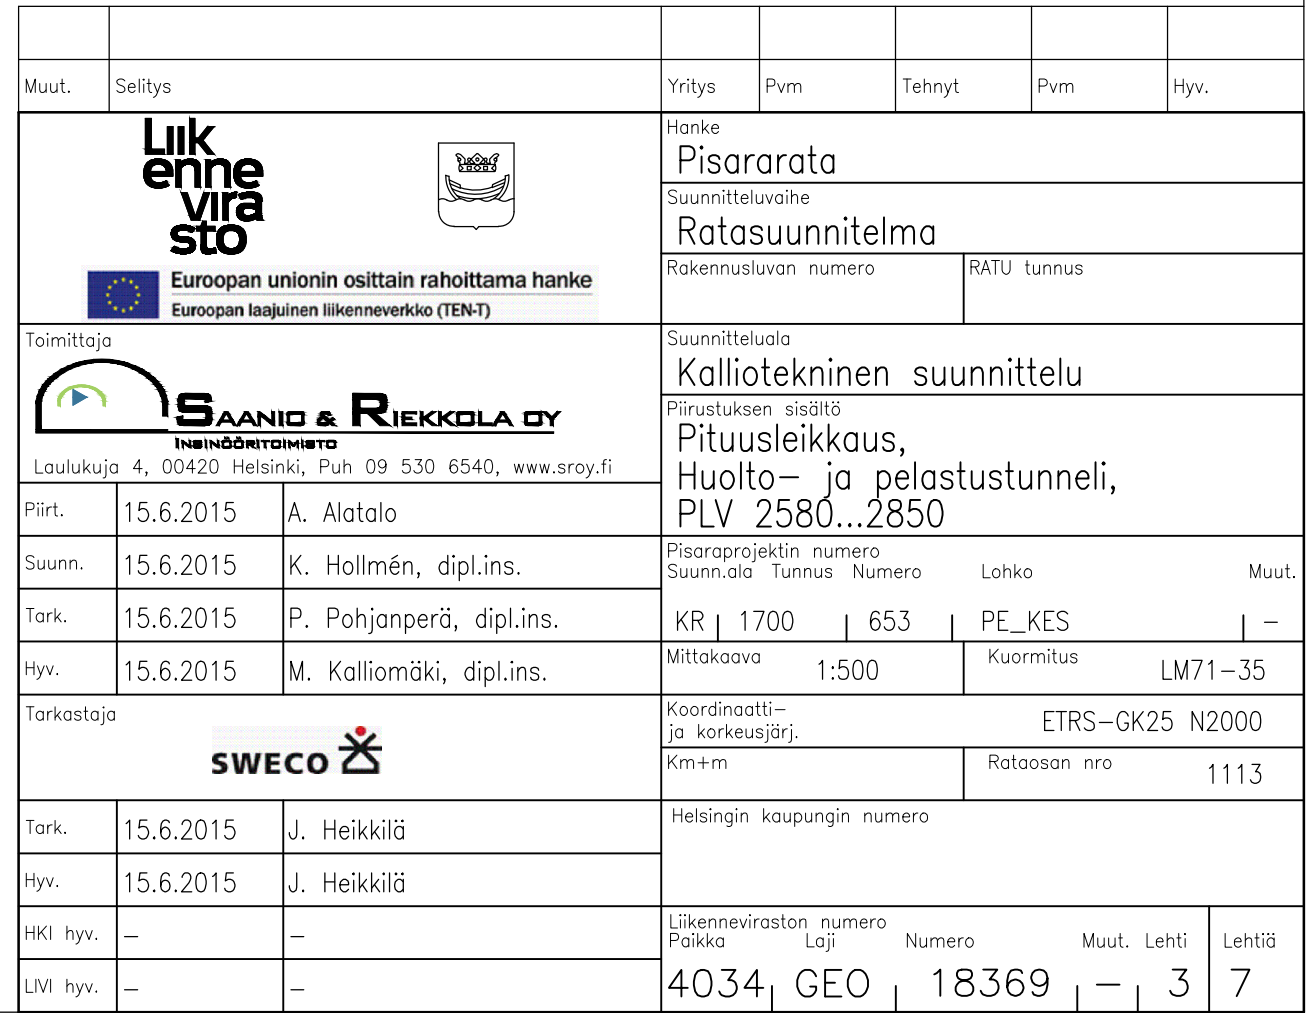 Muut. Selitys Yritys Pvm Tehnyt Pvm Hyv.
Liik
enne
vira
sto
Euroopan unionin osittain rahoittama hanke
Euroopan laajuinen liikenneverkko (TEN-T)
Hanke
Pisararata
Suunnitteluvaihe
Ratasuunnitelma
Rakennusluvan numero RATU tunnus
Toimittaja
SAANIO & RIEKKOLA OY
INSINÖÖRITOIMISTO
Laulukuja 4, 00420 Helsinki, Puh 09 530 6540, www.sroy.fi
Suunnitteluala
Kalliotekninen suunnittelu
Piirustuksen sisältö
Pituusleikkaus,
Huolto- ja pelastustunneli,
PLV 2580...2850
Piirt. 15.6.2015 A. Alatalo
Suunn. 15.6.2015 K. Hollmén, dipl.ins.
Tark. 15.6.2015 P. Pohjanperä, dipl.ins.
Hyv. 15.6.2015 M. Kalliomäki, dipl.ins.
Pisaraprojektin numero
Suunn.ala Tunnus Numero Lohko Muut.
KR 1700 653 PE_KES -
Mittakaava 1:500 Kuormitus LM71-35
Tarkastaja
SWECO
Koordinaatti-
ja korkeusjärj. ETRS-GK25 N2000
Km+m Rataosan nro 1113
Tark. 15.6.2015 J. Heikkilä
Hyv. 15.6.2015 J. Heikkilä
HKI hyv. - -
LIVI hyv. - -
Helsingin kaupungin numero
Liikenneviraston numero
Paikka Laji Numero Muut. Lehti Lehtiä
4034 GEO 18369 - 3 7